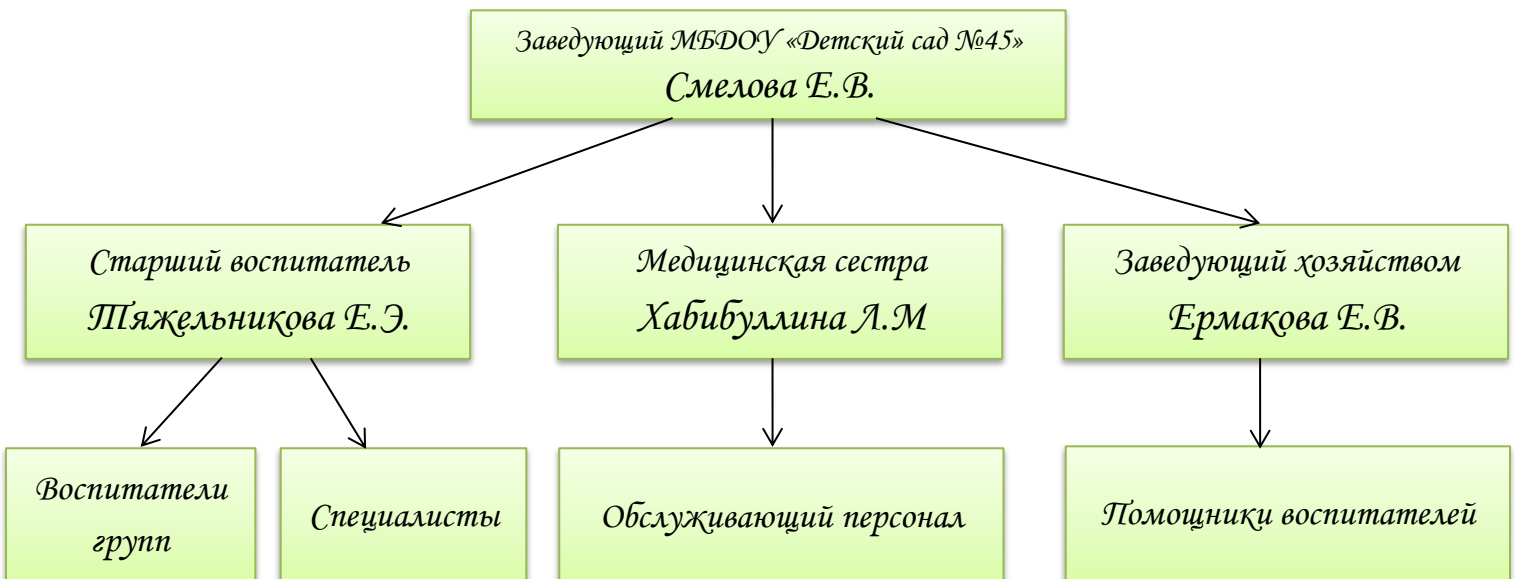 Заведующий МБДОУ «Детский сад №45»
Смелова Е.В.
Старший воспитатель
Тяжельникова Е.Э.
Медицинская сестра
Хабибуллина Л.М
Заведующий хозяйством
Ермакова Е.В.
Воспитатели
групп
Специалисты
Обслуживающий персонал
Помощники воспитателей